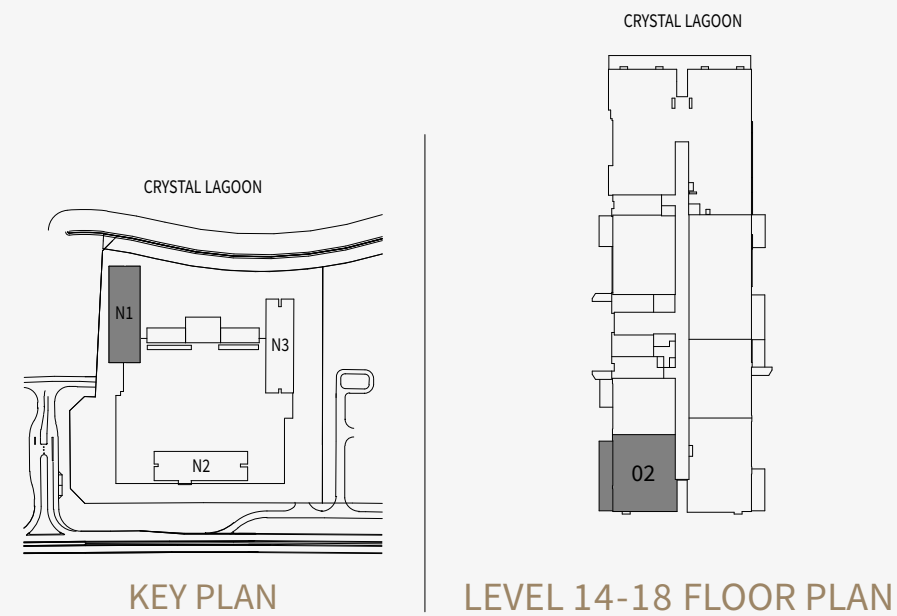 CRYSTAL LAGOON
N1
N3
N2
KEY PLAN
CRYSTAL LAGOON
02
LEVEL 14-18 FLOOR PLAN